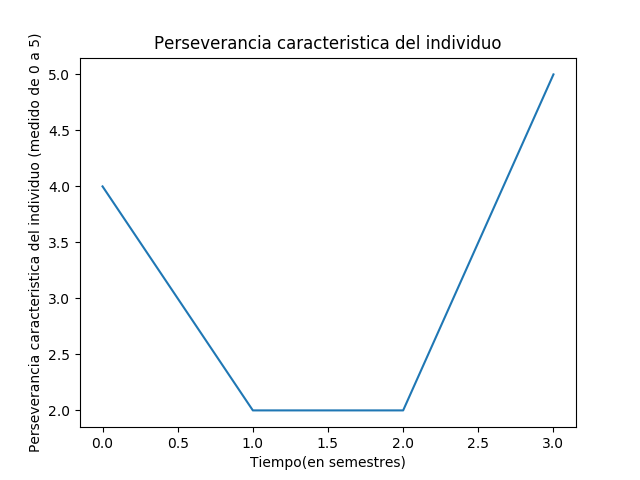 Perseverancia caracteristica del individuo
Perseverancia caracteristica del individuo (medido de 0 a 5)
5.0
4.5
4.0
3.5
3.0
2.5
2.0
0.0 0.5 1.0 1.5 2.0 2.5 3.0
Tiempo(en semestres)